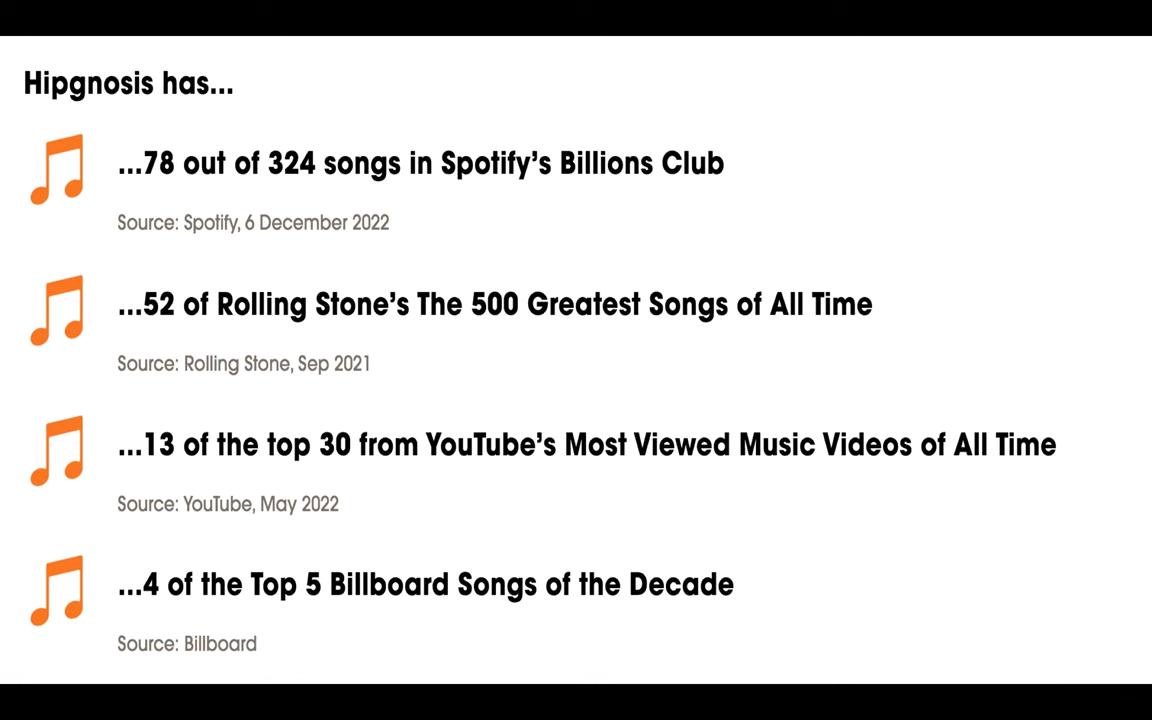 Hipgnosis has...
...78 out of 324 songs in Spotify’s Billions Club
Source: Spotify, 6 December 2022
...52 of Rolling Stone’s The 500 Greatest Songs of All Time
Source: Rolling Stone, Sep 2021
...13 of the top 30 from YouTube’s Most Viewed Music Videos of All Time
Source: YouTube, May 2022
...4 of the Top 5 Billboard Songs of the Decade
Source: Billboard